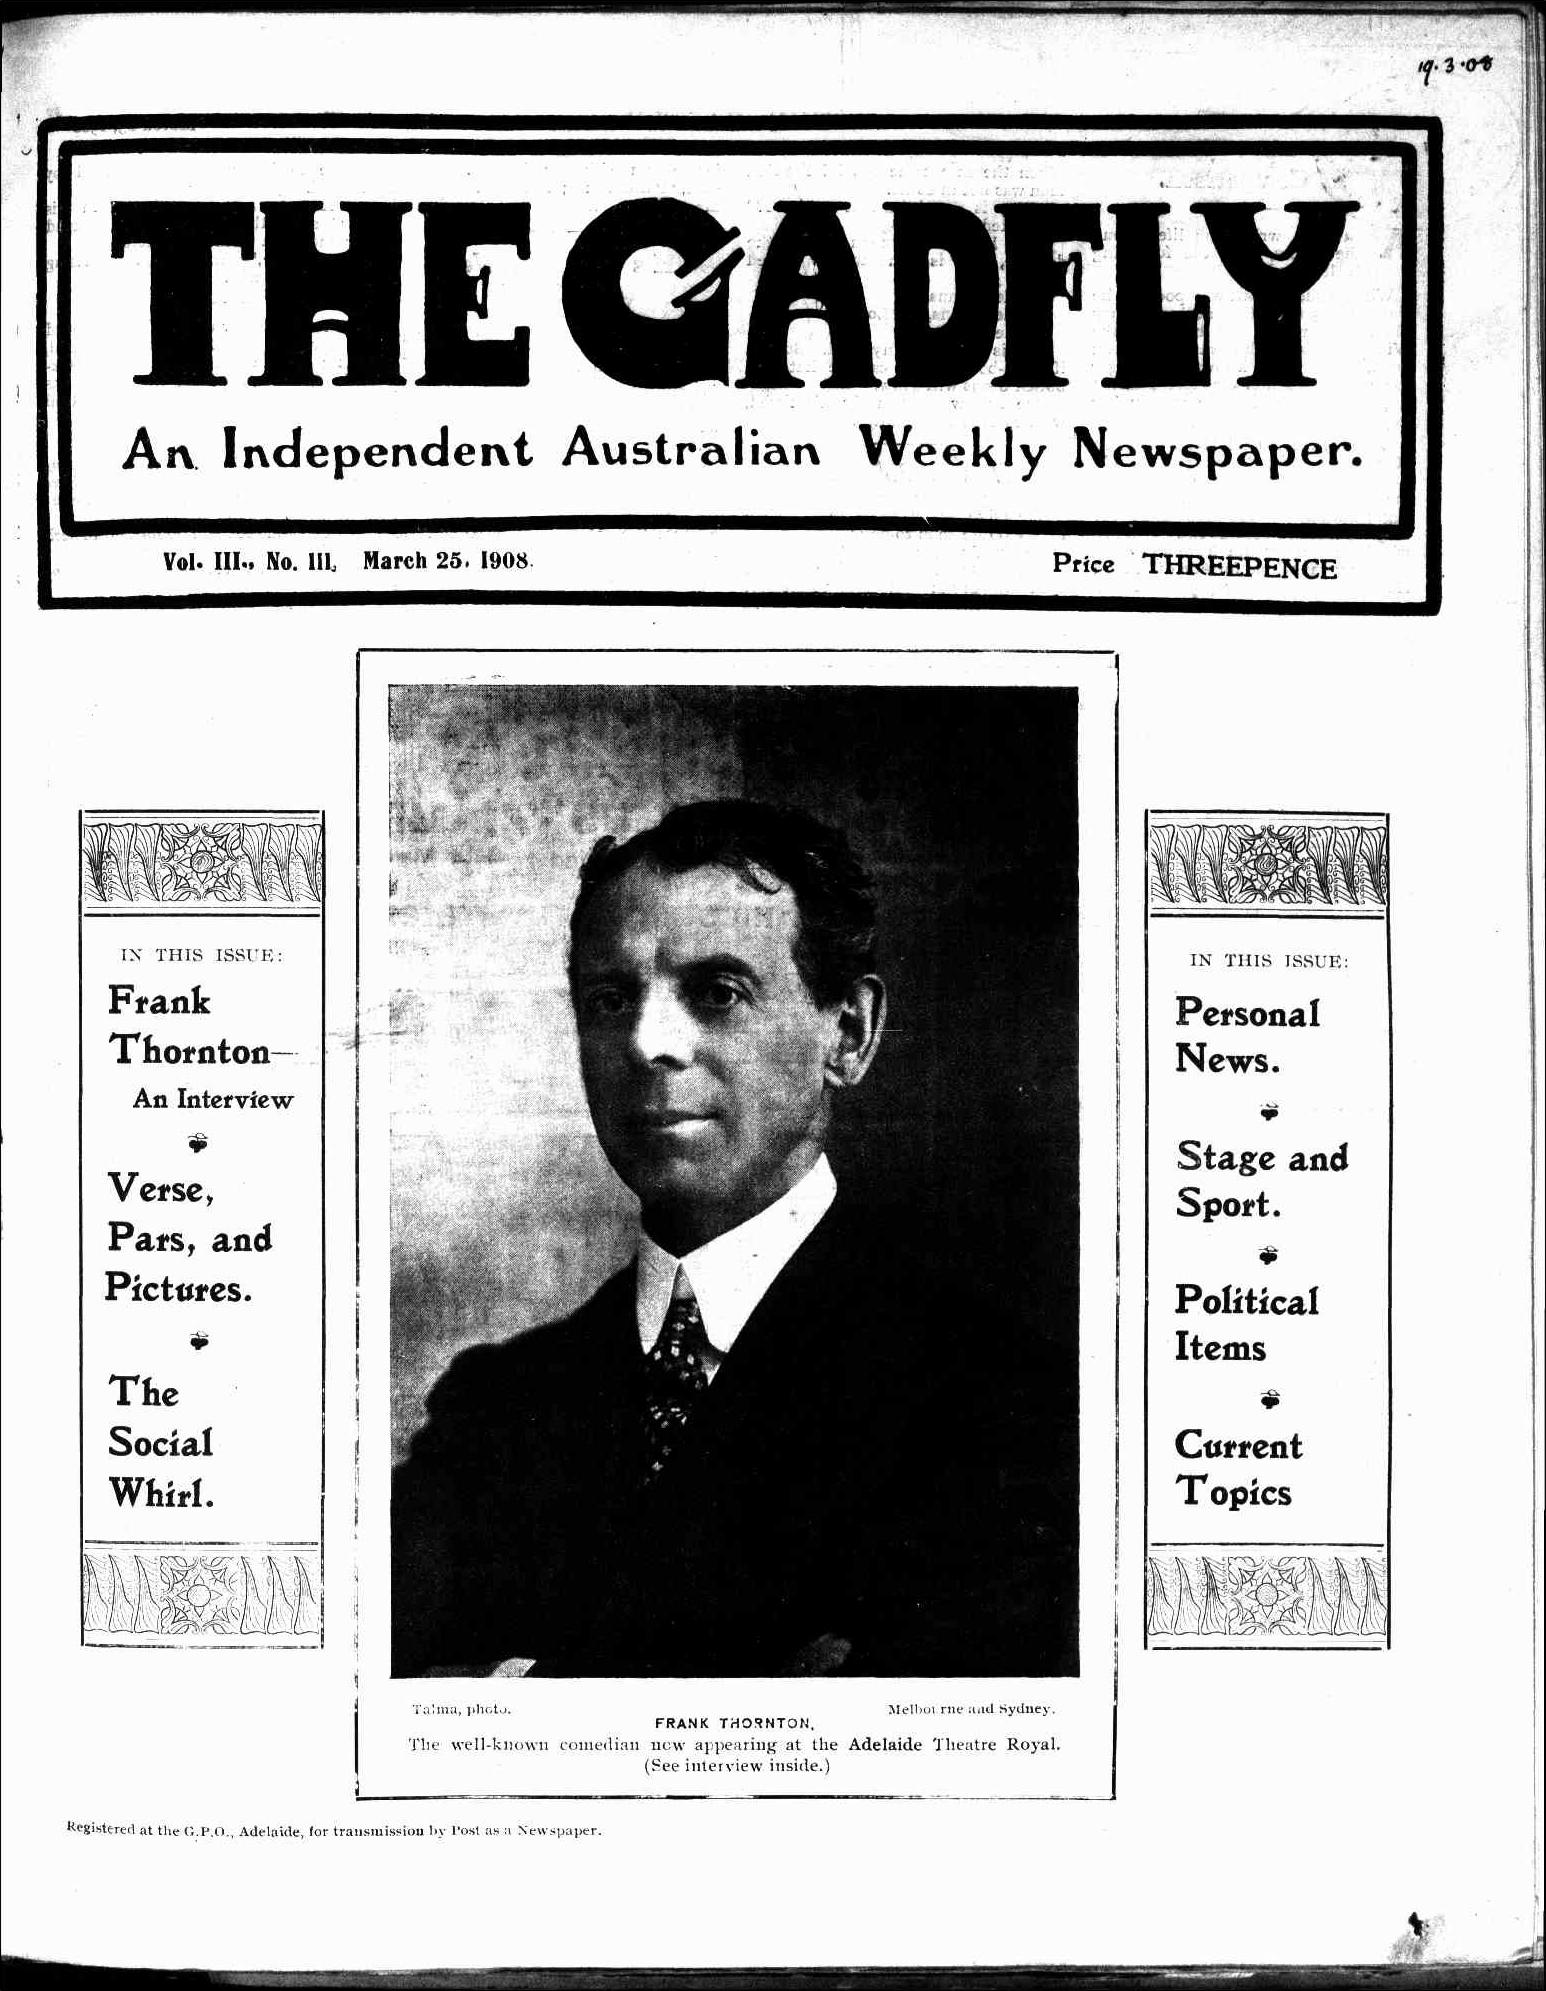 19.3.08
THE GADFLY
An Independent Australian Weekly Newspaper.
Vol. III., No. 111, March 25, 1908.
Price THREEPENCE
IN THIS ISSUE:
Frank
Thornton—
An Interview
Verse,
Pars, and
Pictures.
The
Social
Whirl.
IN THIS ISSUE:
Personal
News.
Stage and
Sport.
Political
Items
Current
Topics
Talma, photo.
Melbourne and Sydney.
FRANK THORNTON,
The well-known comedian now appearing at the Adelaide Theatre Royal.
(See interview inside.)
Registered at the G.P.O., Adelaide, for transmission by Post as a Newspaper.